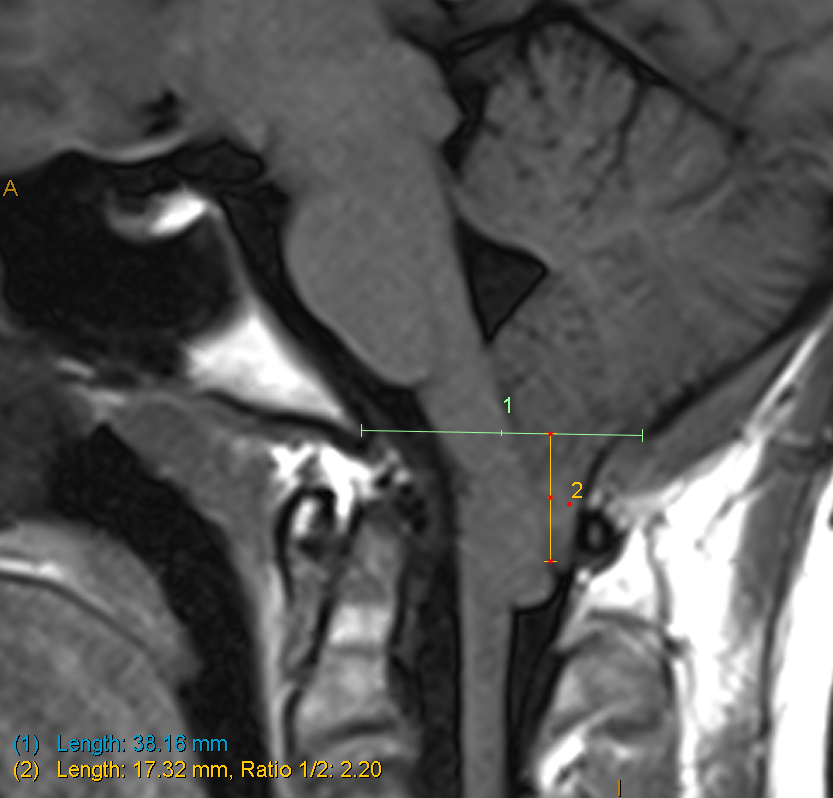 A
1
2
(1) Length: 38.16 mm
(2) Length: 17.32 mm, Ratio 1/2: 2.20
I